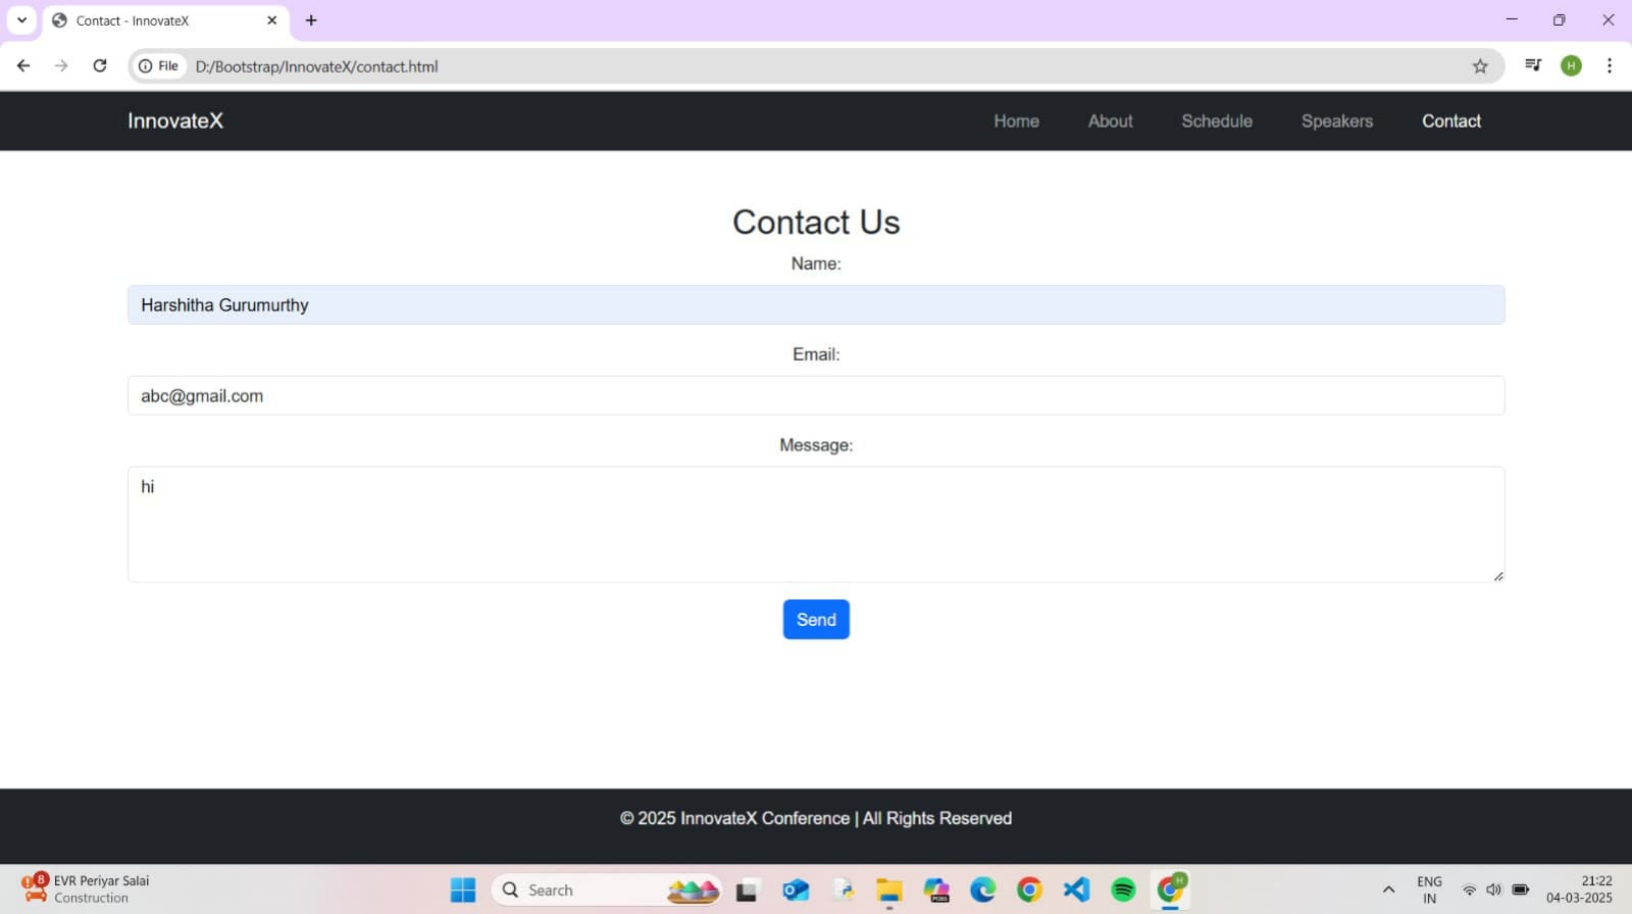 Contact - InnovateX
File D:/Bootstrap/InnovateX/contact.html
H
InnovateX Home About Schedule Speakers Contact
Contact Us
Name:
Harshitha Gurumurthy
Email:
abc@gmail.com
Message:
hi
Send
© 2025 InnovateX Conference | All Rights Reserved
8
EVR Periyar Salai
Construction
Search
H
ENG
IN
21:22
04-03-2025